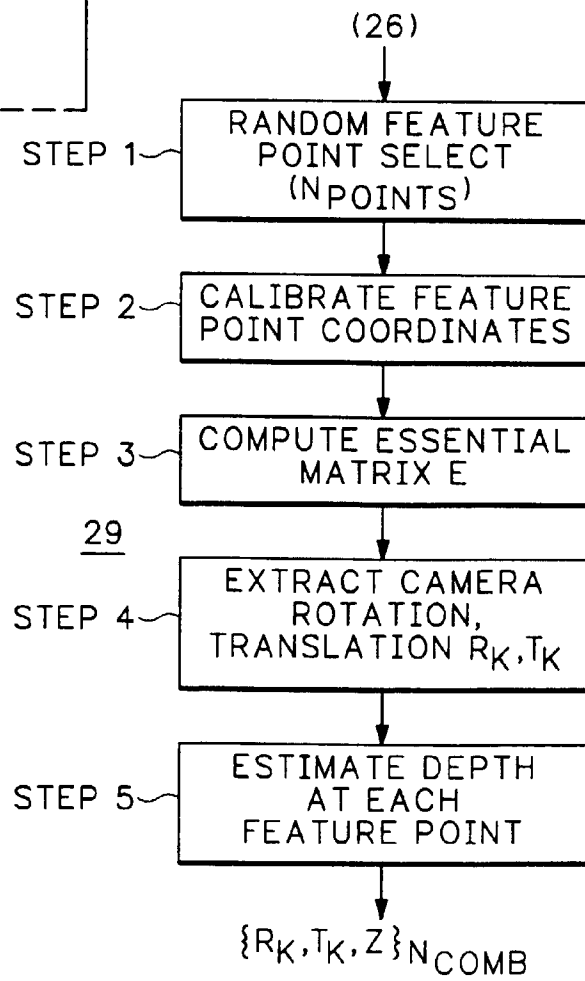 (26)
STEP 1
RANDOM FEATURE
POINT SELECT
(NPOINTS)
STEP 2
CALIBRATE FEATURE
POINT COORDINATES
STEP 3
COMPUTE ESSENTIAL
MATRIX E
29
STEP 4
EXTRACT CAMERA
ROTATION,
TRANSLATION RK,TK
STEP 5
ESTIMATE DEPTH
AT EACH
FEATURE POINT
{RK,TK,Z}NCOMB